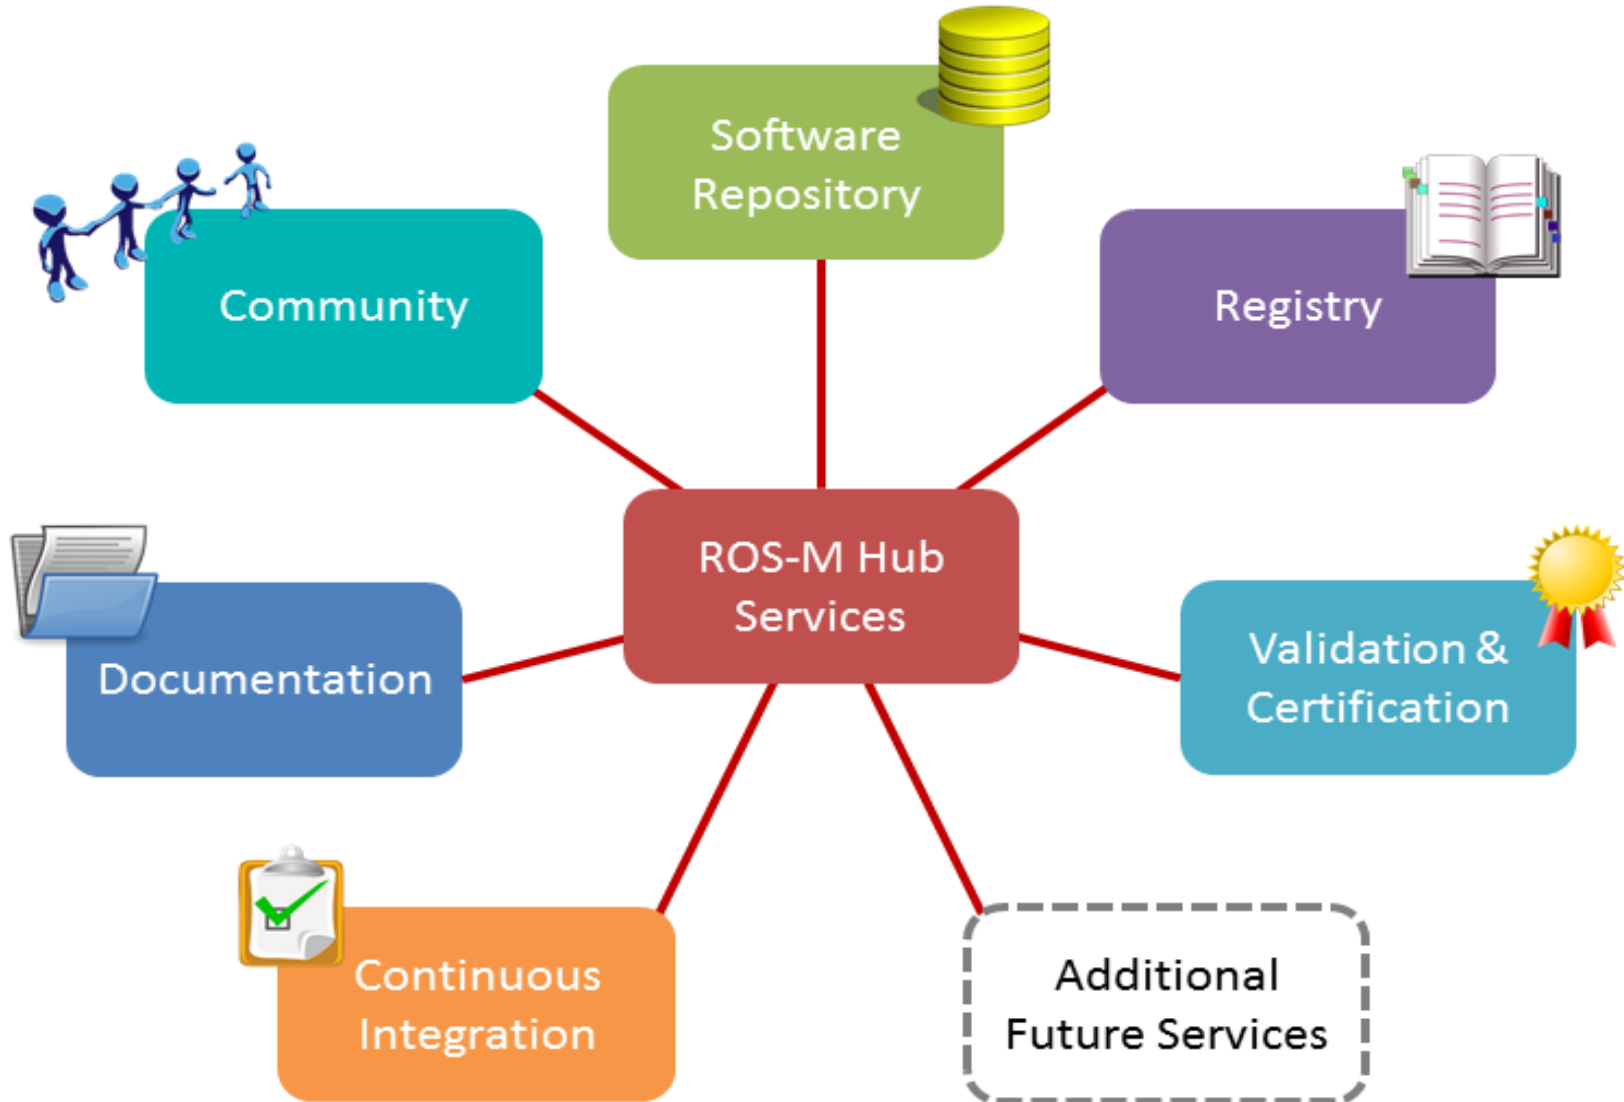 Software
Repository
Community
Registry
ROS-M Hub
Services
Documentation
Validation &
Certification
Continuous
Integration
Additional
Future Services